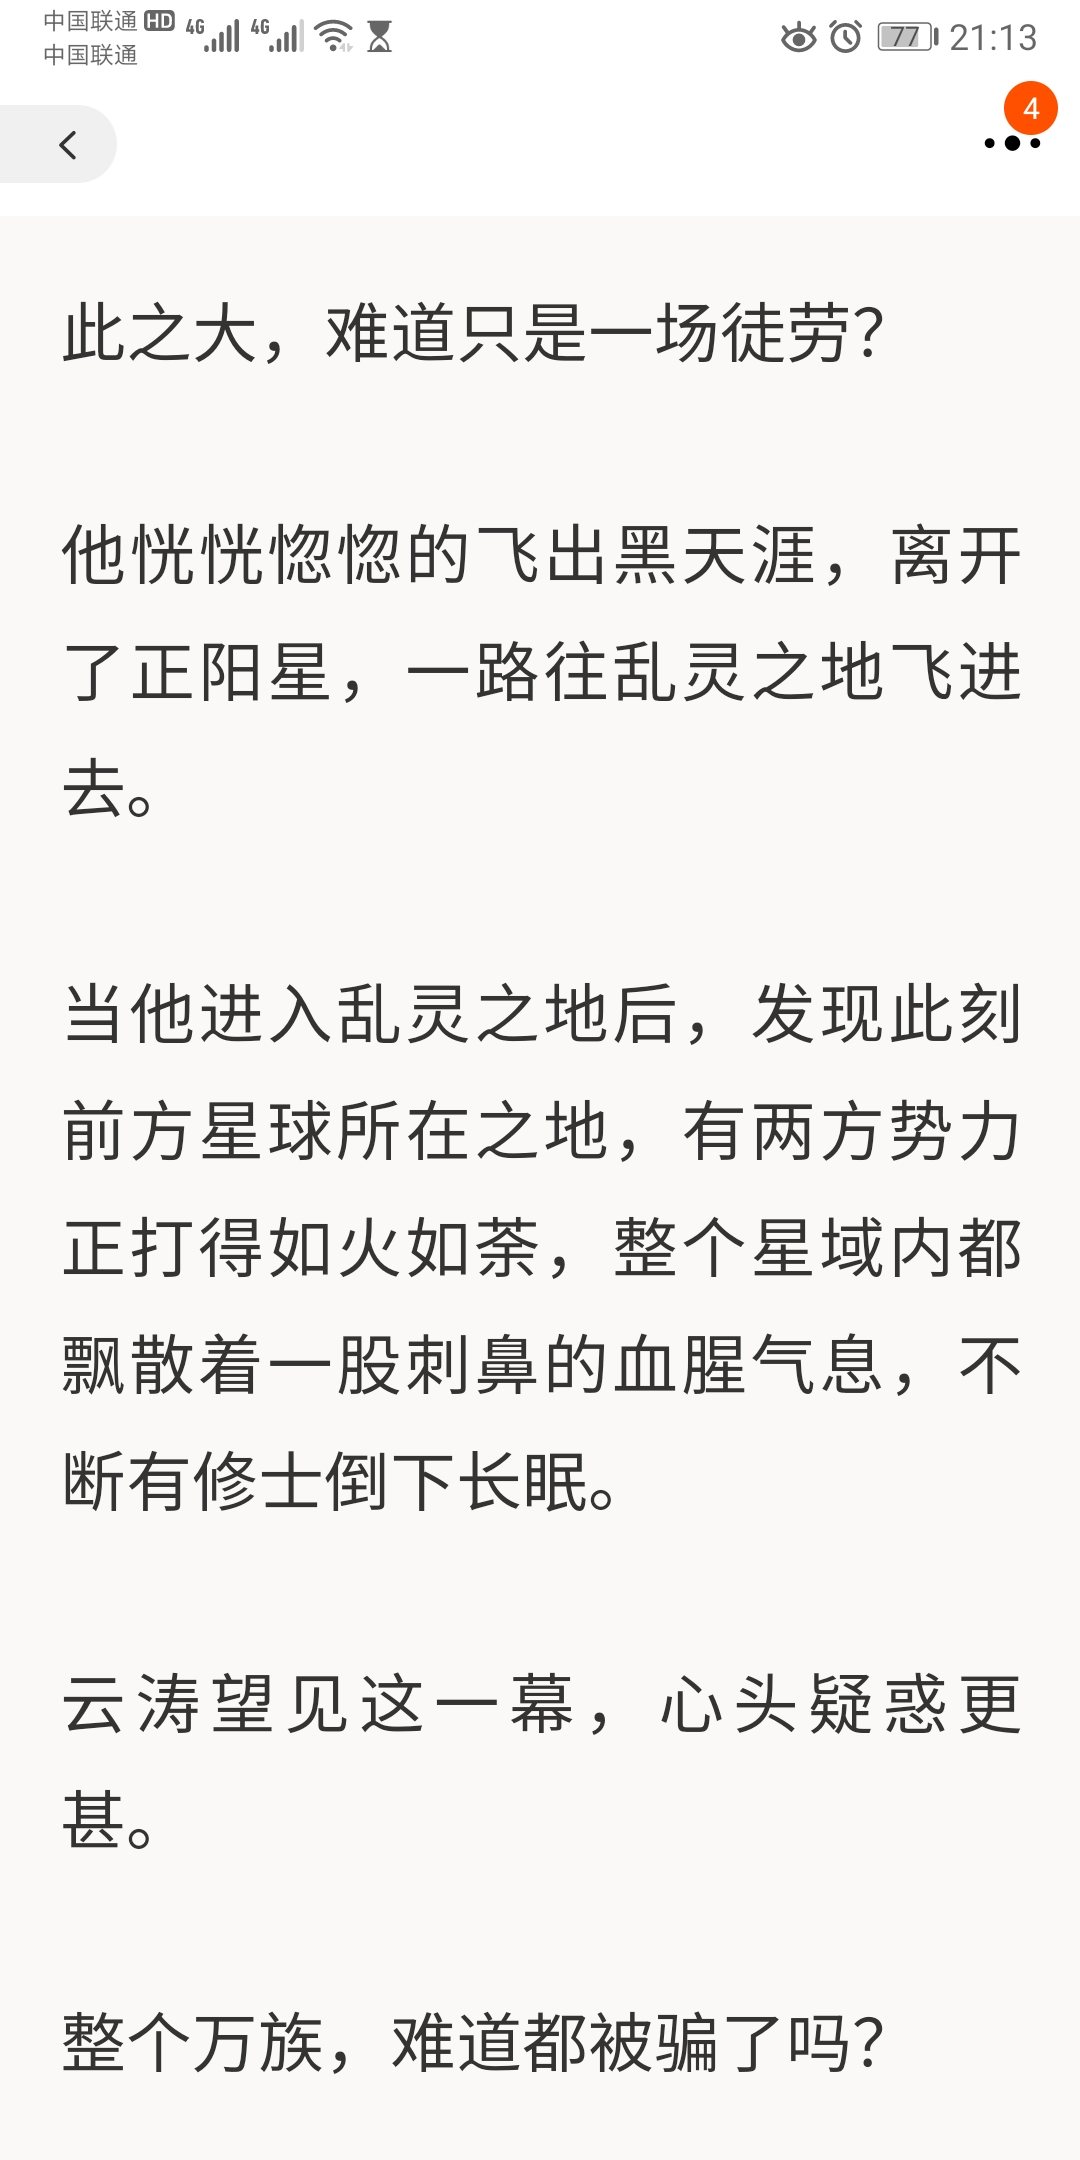 中国联通 HD 4G 4G 77 21:13
中国联通
4
此之大，难道只是一场徒劳？
他恍恍惚惚的飞出黑天涯，离开
了正阳星，一路往乱灵之地飞进
去。
当他进入乱灵之地后，发现此刻
前方星球所在之地，有两方势力
正打得如火如荼，整个星域内都
飘散着一股刺鼻的血腥气息，不
断有修士倒下长眠。
云涛望见这一幕，心头疑惑更
甚。
整个万族，难道都被骗了吗？